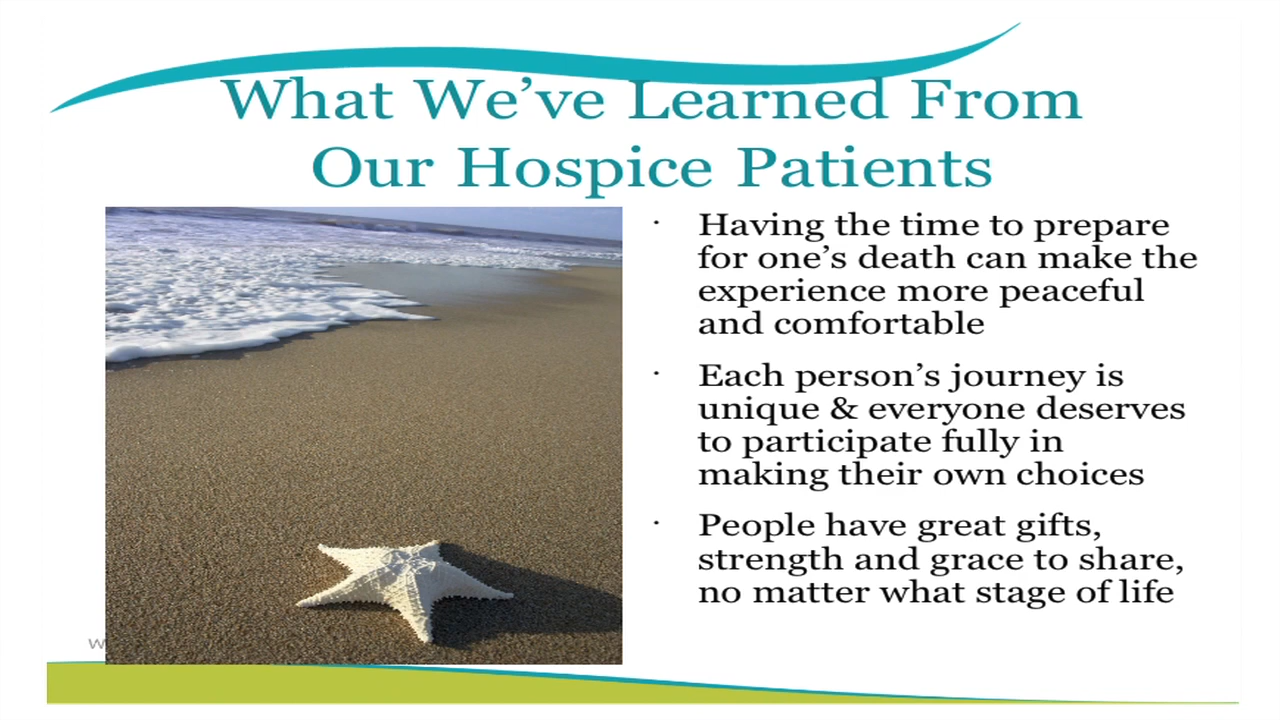 What We’ve Learned From
Our Hospice Patients
· Having the time to prepare
for one’s death can make the
experience more peaceful
and comfortable
· Each person’s journey is
unique & everyone deserves
to participate fully in
making their own choices
· People have great gifts,
strength and grace to share,
no matter what stage of life